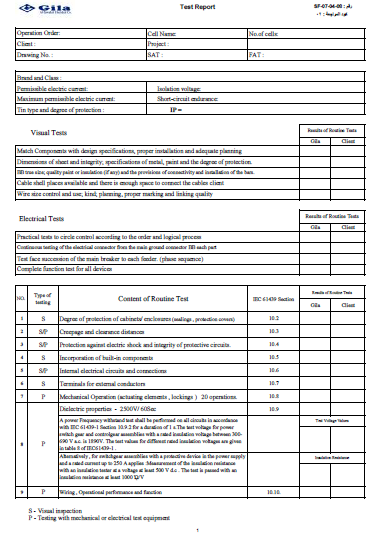 Gila
Test Report
SF-07-04-08 : رقم
کود المراجعة : ۰۱
Operation Order:
Cell Name:
No.of cells:
Client :
Project :
Drawing No. :
SAT :
FAT :
Brand and Class :
Permissible electric current:
Isolation voltage:
Maximum permissible electric current:
Short-circuit endurance:
Tin type and degree of protection :
IP =
Visual Tests
Results of Routine Tests
Gila
Client
Match Components with design specifications, proper installation and adequate planning
Dimensions of sheet and integrity, specifications of metal, paint and the degree of protection.
BB true size, quality paint or insulation (if any) and the provisions of connectivity and installation of the bars.
Cable shelf places available and there is enough space to connect the cables client
Wire size control and use, kind, planning, proper marking and linking quality
Electrical Tests
Results of Routine Tests
Gila
Client
Practical tests to circle control according to the order and logical process
Continuous testing of the electrical connector from the main ground connector BB each part
Test face succession of the main breaker to each feeder. (phase sequence)
Complete function test for all devices
NO.
Type of testing
Content of Routine Test
IEC 61439 Section
Results of Routine Tests
Gila
Client
1
S
Degree of protection of cabinets/ enclosures (sealings , protection covers)
10.2
2
S/P
Creepage and clearance distances
10.3
3
S/P
Protection against electric shock and integrity of protective circuits
10.4
4
S
Incorporation of built-in components
10.5
5
S/P
Internal electrical circuits and connections
10.6
6
S
Terminals for external conductors
10.7
7
P
Mechanical Operation (actuating elements , lockings ) 20 operations
10.8
Dielectric properties - 2500V/ 60Sec
10.9
8
P
A power Frequency withstand test shall be performed on all circuits in accordance
with IEC 61439-1 Section 10.9.2 for a duration of 1 s.The test voltage for power
switch gear and controlgear assemblies with a rated insulation voltage between 300-
690 V a.c. is 1890V. The test values for different rated insulation voltages are given
in table 8 of IEC61439-1 .
Test Voltage Values
Alternatively , for switchgear assemblies with a protective device in the power supply
and a rated current up to 250 A applies :Measurement of the insulation resistance
with an insulation tester at a voltage at least 500 V d.c . The test is passed with an
insulation resistance at least 1000 Ω/V
Insulation Resistance
9
P
Wiring , Operational performance and function
10.10.
S - Visual inspection
P - Testing with mechanical or electrical test equipment
1